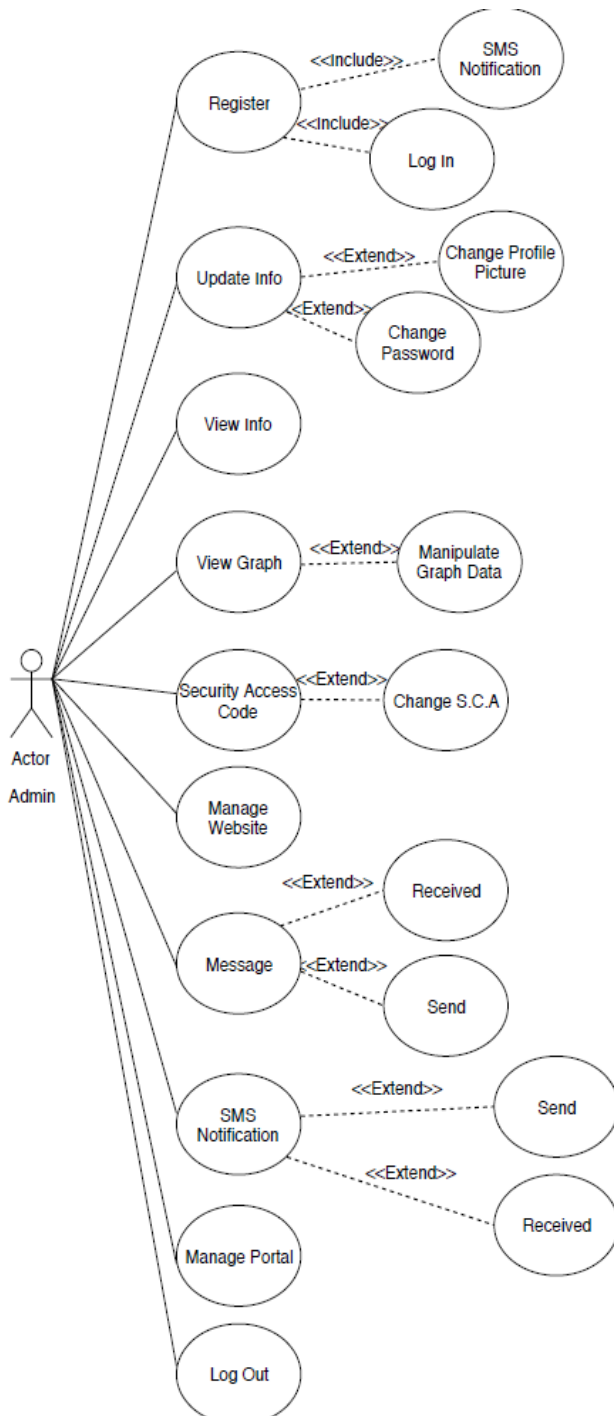 <<Include>>
SMS
Notification
Register
<<Include>>
Log In
<<Extend>>
Change Profile
Picture
Update Info
<<Extend>>
Change
Password
View Info
<<Extend>>
View Graph
Manipulate
Graph Data
Security Access
Code
<<Extend>>
Change S.C.A
Actor
Admin
Manage
Website
<<Extend>>
Received
Message
<<Extend>>
Send
SMS
Notification
<<Extend>>
Send
<<Extend>>
Received
Manage Portal
Log Out